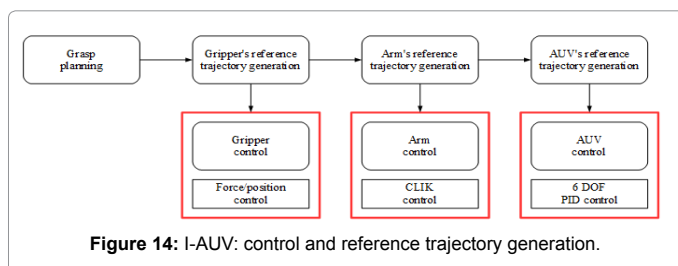 Grasp
planning
Gripper's reference
trajectory generation
Arm's reference
trajectory generation
AUV's reference
trajectory generation
Gripper
control
Force/position
control
Arm
control
CLIK
control
AUV
control
6 DOF
PID control
Figure 14: I-AUV: control and reference trajectory generation.